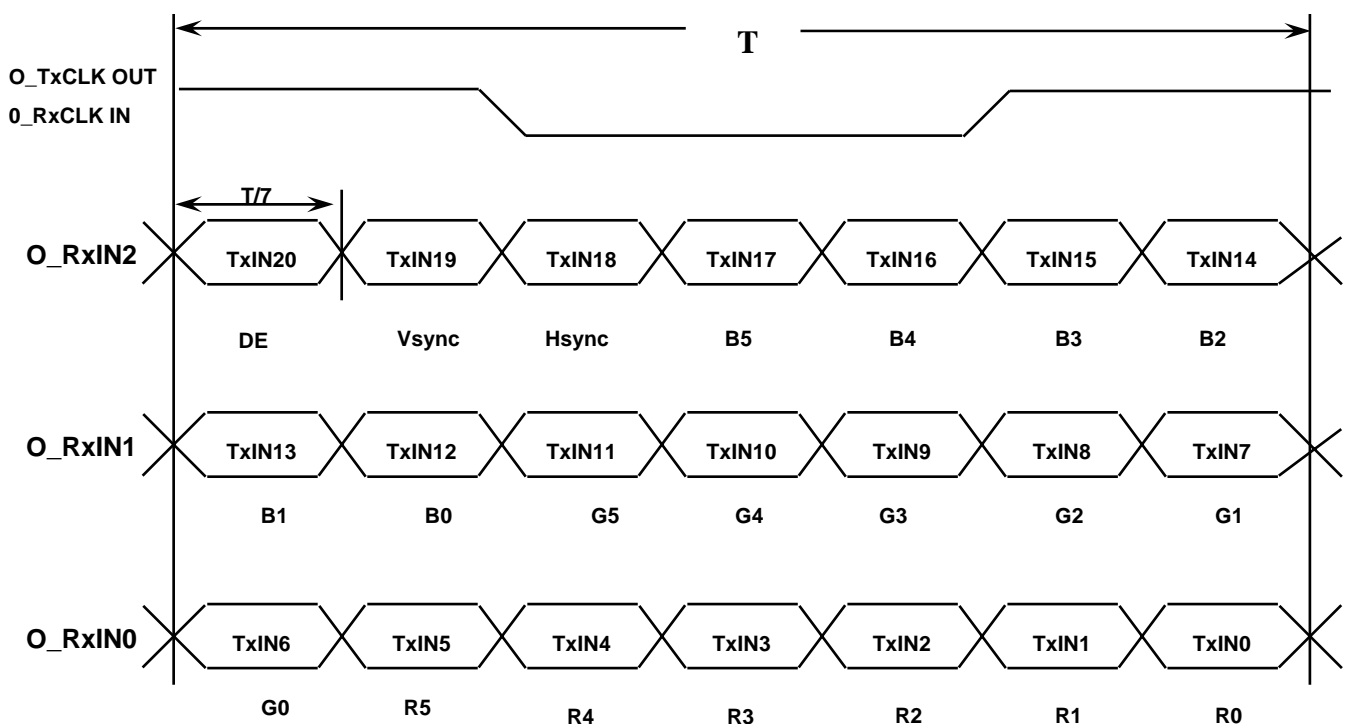 T
O_TxCLK OUT
0_RxCLK IN
T/7
O_RxIN2 TxIN20 TxIN19 TxIN18 TxIN17 TxIN16 TxIN15 TxIN14
DE Vsync Hsync B5 B4 B3 B2
O_RxIN1 TxIN13 TxIN12 TxIN11 TxIN10 TxIN9 TxIN8 TxIN7
B1 B0 G5 G4 G3 G2 G1
O_RxIN0 TxIN6 TxIN5 TxIN4 TxIN3 TxIN2 TxIN1 TxIN0
G0 R5 R4 R3 R2 R1 R0